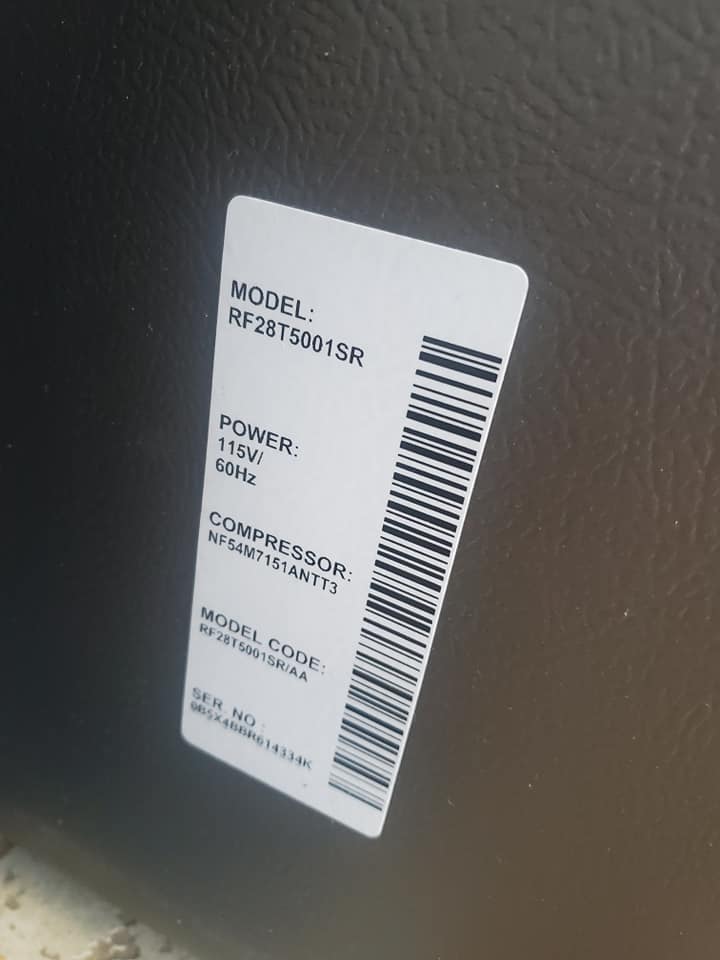 MODEL:
RF28T5001SR
POWER:
115V/
60Hz
COMPRESSOR:
NF54M7151ANTT3
MODEL CODE:
RF28T5001SR/AA
SER. NO :